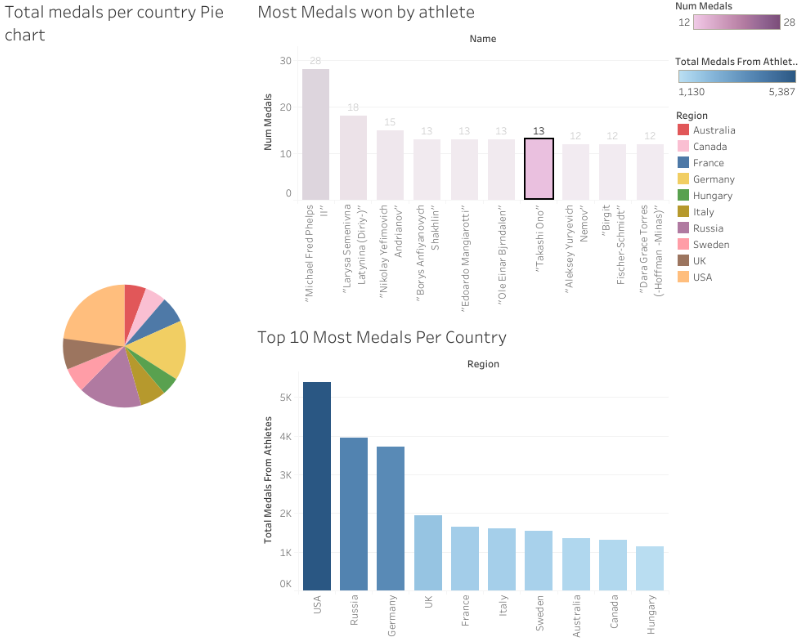 Total medals per country Pie
chart
Most Medals won by athlete
Name
Num Medals
30
20
10
0
28
18
15
13
13
13
13
12
12
12
"Michael Fred Phelps
II"
"Larysa Semenivna
Latynina (Diriy-)"
"Nikolay Yefimovich
Andrianov"
"Borys Anfiyanovych
Shakhlin"
"Edoardo Mangiarotti"
"Ole Einar Bjrndalen"
"Takashi Ono"
"Aleksey Yuryevich
Nemov"
"Birgit
Fischer-Schmidt"
"Dara Grace Torres
(-Hoffman -Minas)"
Top 10 Most Medals Per Country
Region
Total Medals From Athletes
5K
4K
3K
2K
1K
0K
USA
Russia
Germany
UK
France
Italy
Sweden
Australia
Canada
Hungary
Num Medals
12 28
Total Medals From Athlet..
1,130 5,387
Region
Australia
Canada
France
Germany
Hungary
Italy
Russia
Sweden
UK
USA